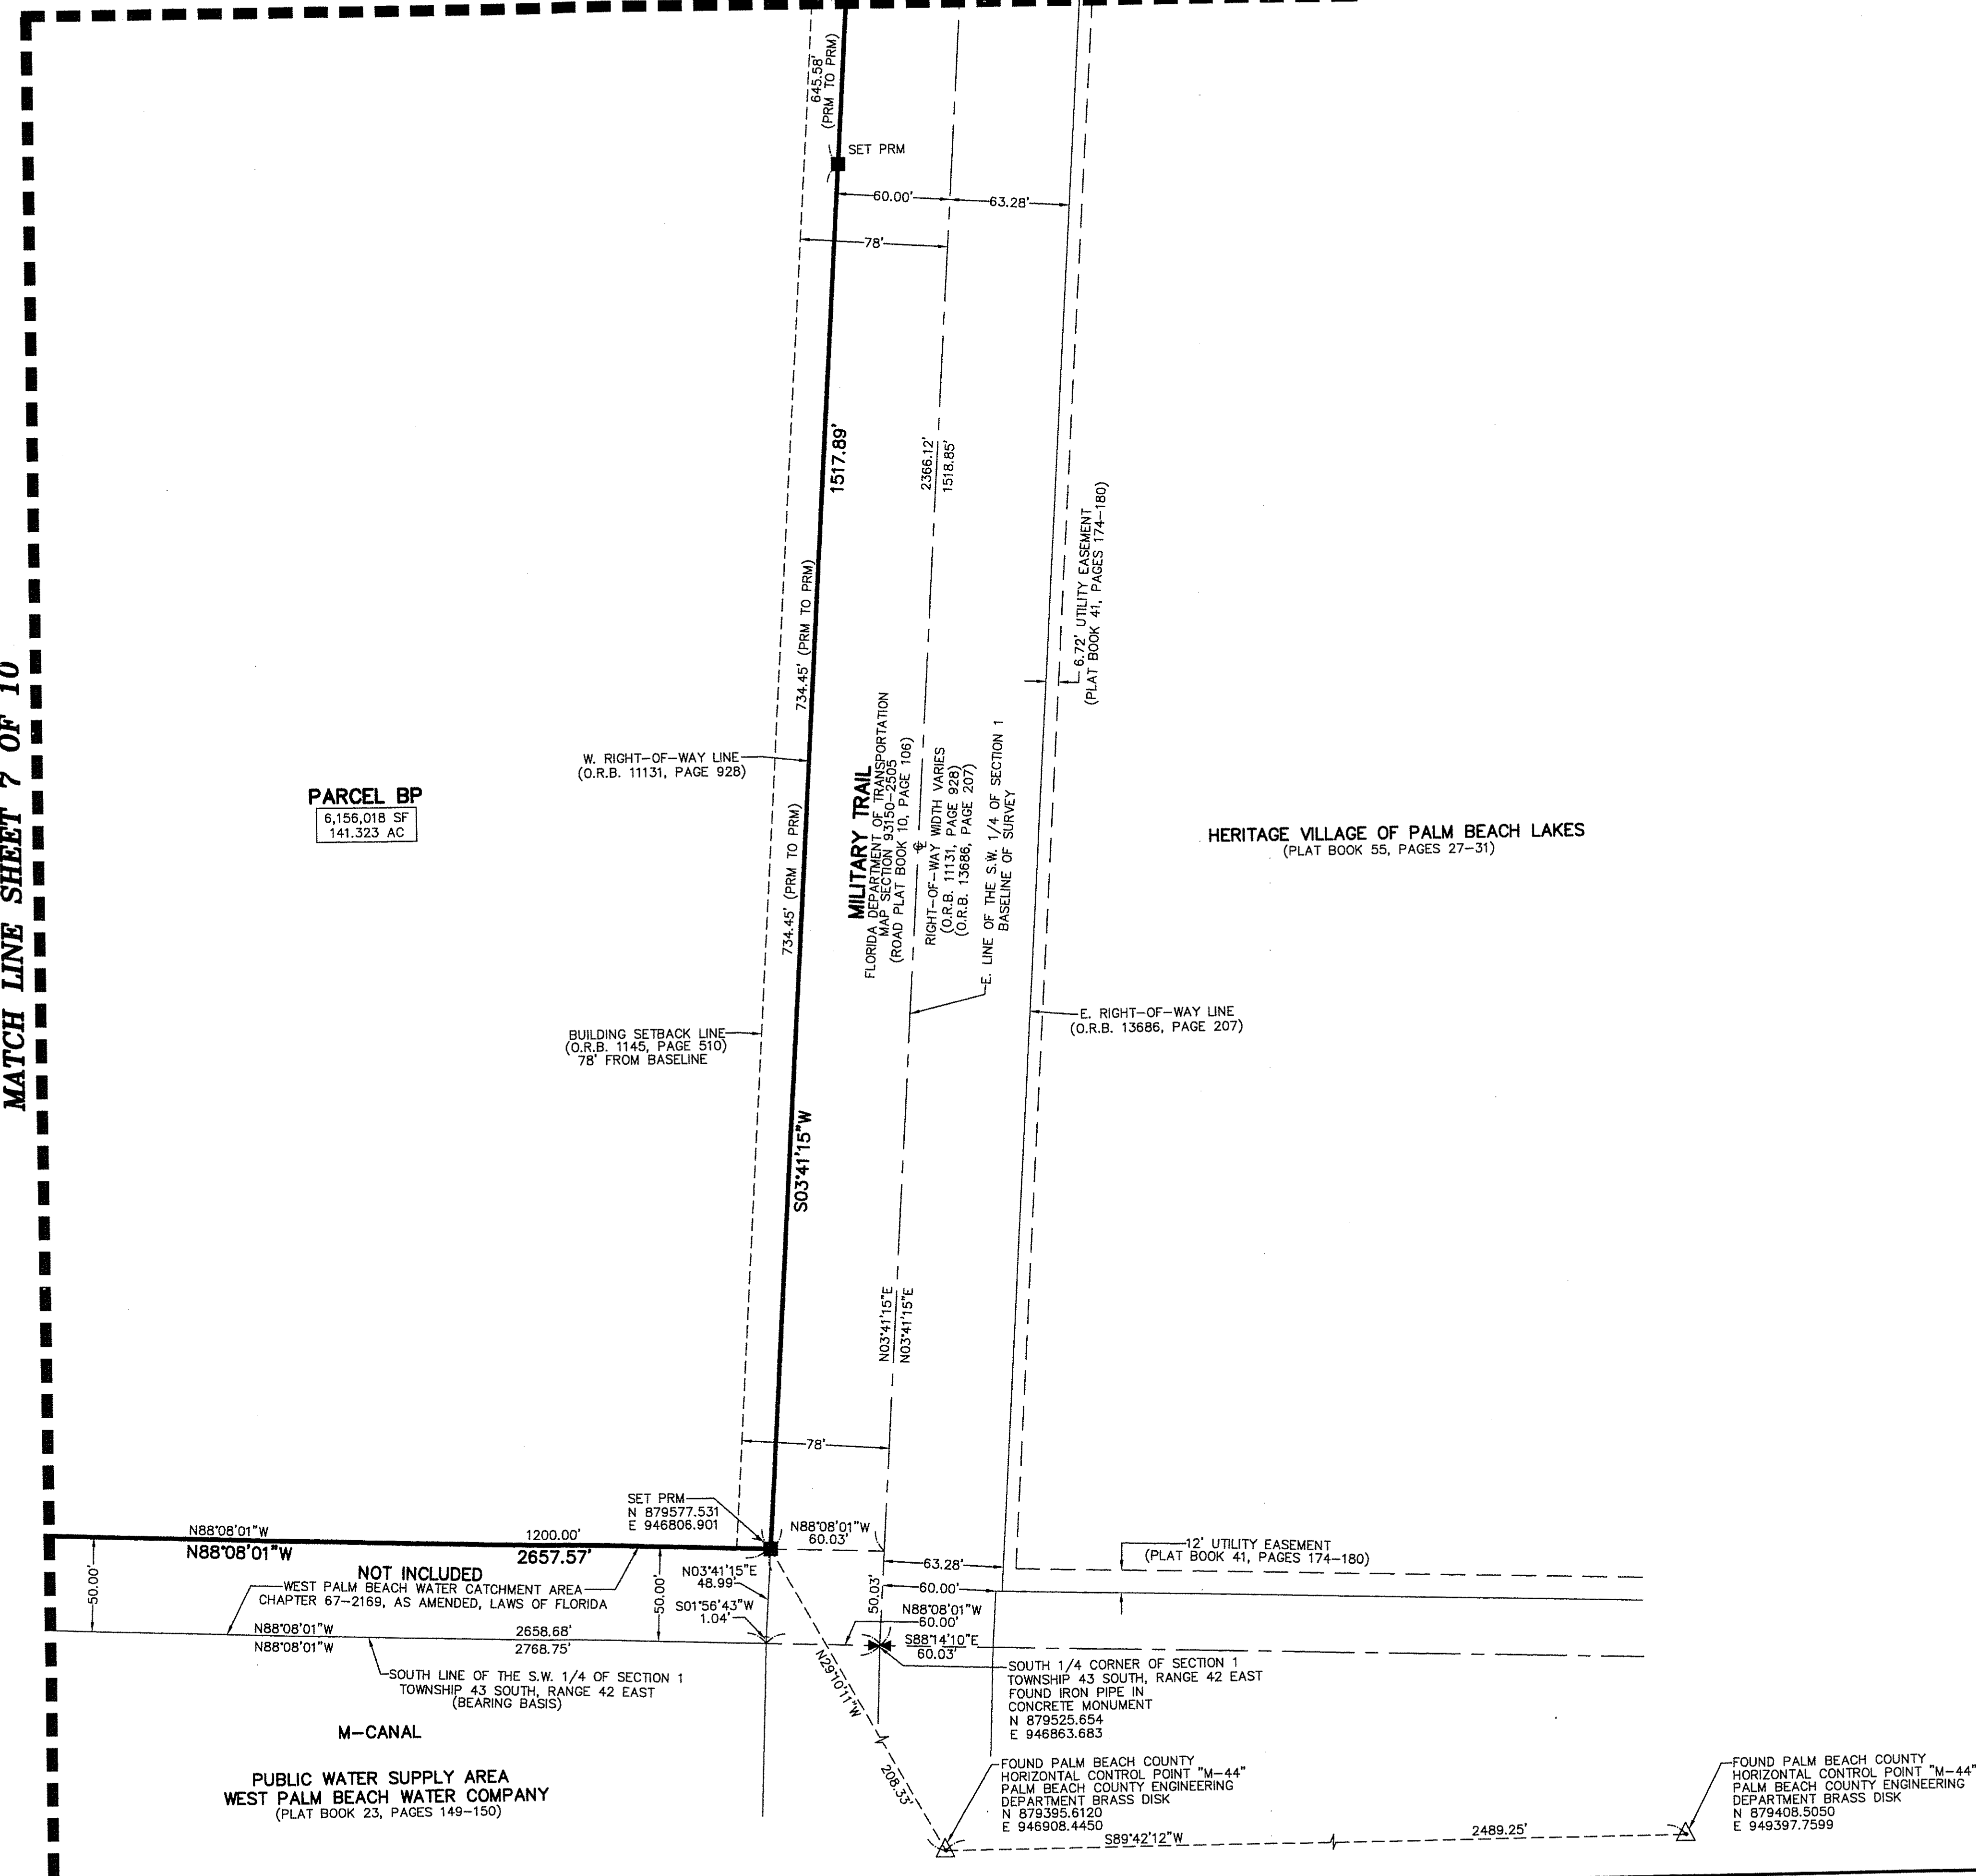 645.58'
(PRM TO PRM)
SET PRM
60.00'
63.28'
78'
1517.89'
2366.12'
1518.85'
6.72' UTILITY EASEMENT
(PLAT BOOK 41, PAGES 174-180)
734.45' (PRM TO PRM)
MATCH LINE SHEET 7 OF 10
W. RIGHT-OF-WAY LINE
(O.R.B. 11131, PAGE 928)
PARCEL BP
6,156,018 SF
141.323 AC
734.45' (PRM TO PRM)
MILITARY TRAIL
FLORIDA DEPARTMENT OF TRANSPORTATION
MAP SECTION 93150-2505
(ROAD PLAT BOOK 10, PAGE 106)
℄
RIGHT-OF-WAY WIDTH VARIES
(O.R.B. 11131, PAGE 928)
(O.R.B. 13686, PAGE 207)
E. LINE OF THE S.W. 1/4 OF SECTION 1
BASELINE OF SURVEY
HERITAGE VILLAGE OF PALM BEACH LAKES
(PLAT BOOK 55, PAGES 27-31)
E. RIGHT-OF-WAY LINE
(O.R.B. 13686, PAGE 207)
BUILDING SETBACK LINE
(O.R.B. 1145, PAGE 510)
78' FROM BASELINE
S03°41'15"W
N03°41'15"E
N03°41'15"E
78'
SET PRM
N 879577.531
E 946806.901
N88°08'01"W
60.03'
N88°08'01"W
1200.00'
N88°08'01"W
2657.57'
NOT INCLUDED
WEST PALM BEACH WATER CATCHMENT AREA
CHAPTER 67-2169, AS AMENDED, LAWS OF FLORIDA
50.00'
50.00'
N03°41'15"E
48.99'
S01°56'43"W
1.04'
50.03'
63.28'
60.00'
N88°08'01"W
60.00'
S88°14'10"E
60.03'
12' UTILITY EASEMENT
(PLAT BOOK 41, PAGES 174-180)
N88°08'01"W
2658.68'
N88°08'01"W
2768.75'
SOUTH LINE OF THE S.W. 1/4 OF SECTION 1
TOWNSHIP 43 SOUTH, RANGE 42 EAST
(BEARING BASIS)
SOUTH 1/4 CORNER OF SECTION 1
TOWNSHIP 43 SOUTH, RANGE 42 EAST
FOUND IRON PIPE IN
CONCRETE MONUMENT
N 879525.654
E 946863.683
N29°10'11"W
208.33'
M-CANAL
PUBLIC WATER SUPPLY AREA
WEST PALM BEACH WATER COMPANY
(PLAT BOOK 23, PAGES 149-150)
FOUND PALM BEACH COUNTY
HORIZONTAL CONTROL POINT "M-44"
PALM BEACH COUNTY ENGINEERING
DEPARTMENT BRASS DISK
N 879395.6120
E 946908.4450
S89°42'12"W
2489.25'
FOUND PALM BEACH COUNTY
HORIZONTAL CONTROL POINT "M-44"
PALM BEACH COUNTY ENGINEERING
DEPARTMENT BRASS DISK
N 879408.5050
E 949397.7599